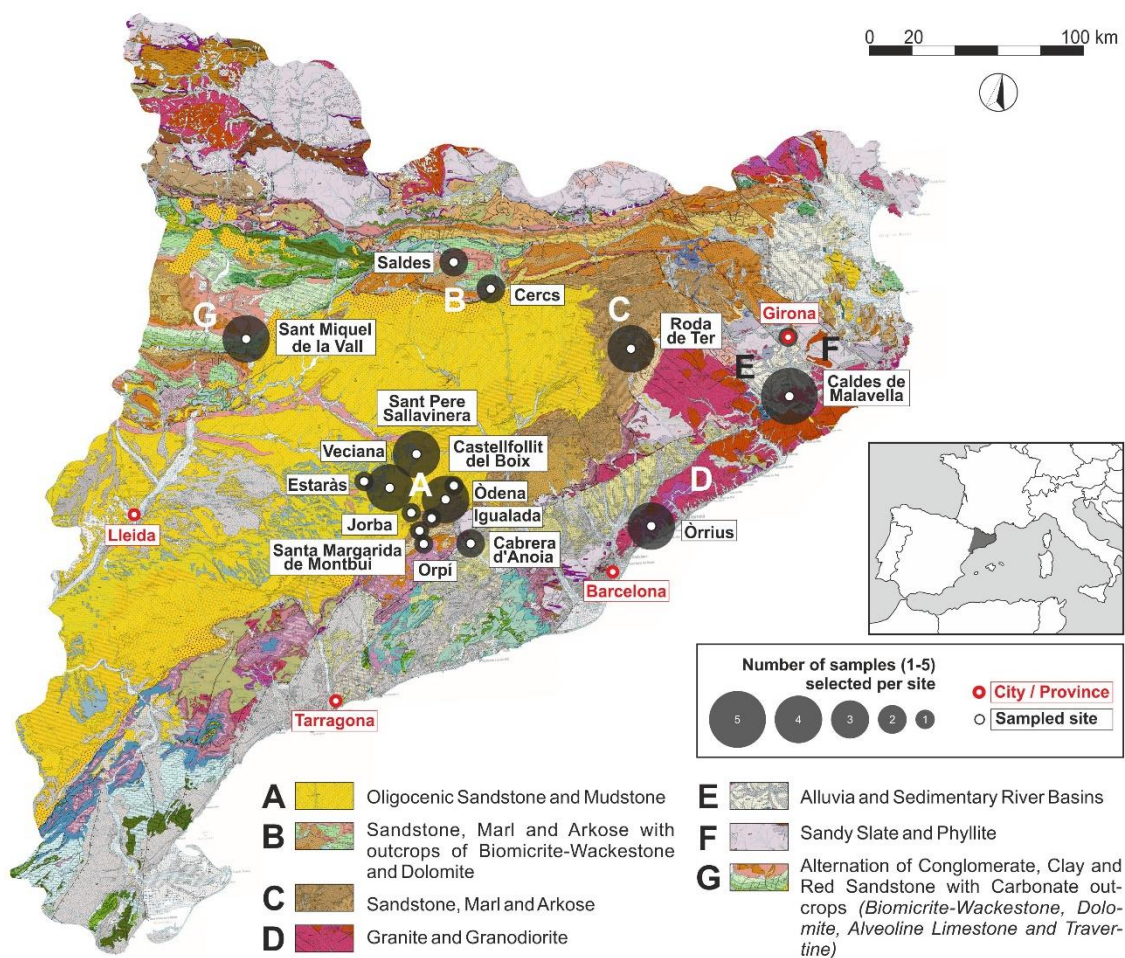 0 20 100 km
Saldes
B
Cercs
G
Sant Miquel
de la Vall
C
Roda
de Ter
Girona
E
F
Caldes de
Malavella
Sant Pere
Sallavinera
Veciana
Castellfollit
del Boix
Estaràs
A
Òdena
D
Lleida
Jorba
Igualada
Òrrius
Santa Margarida
de Montbui
Cabrera
d'Anoia
Orpí
Barcelona
Tarragona
Number of samples (1-5)
selected per site
5 4 3 2 1
City / Province
Sampled site
A Oligocenic Sandstone and Mudstone
B Sandstone, Marl and Arkose with
outcrops of Biomicrite-Wackestone
and Dolomite
C Sandstone, Marl and Arkose
D Granite and Granodiorite
E Alluvia and Sedimentary River Basins
F Sandy Slate and Phyllite
G Alternation of Conglomerate, Clay and
Red Sandstone with Carbonate out-
crops (Biomicrite-Wackestone, Dolo-
mite, Alveoline Limestone and Traver-
tine)